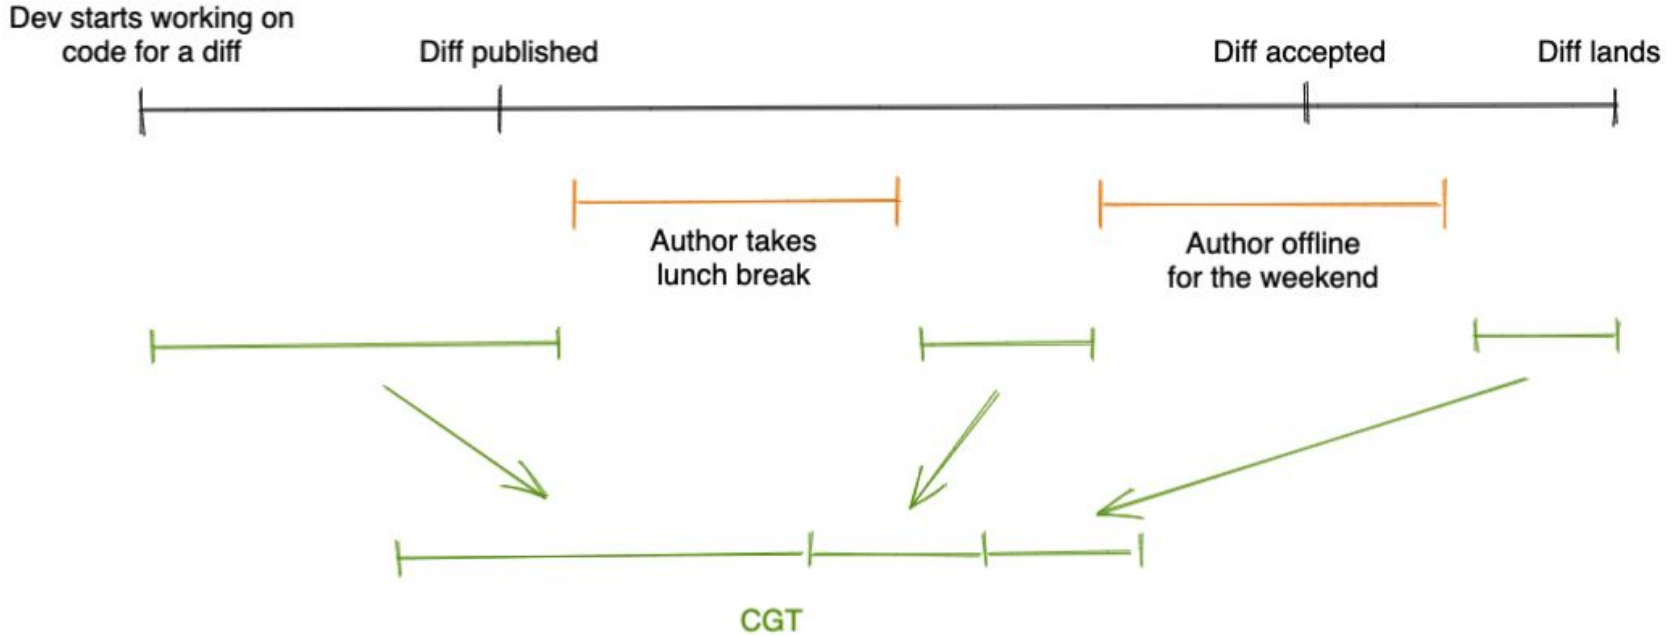 Dev starts working on
code for a diff
Diff published
Diff accepted
Diff lands
Author takes
lunch break
Author offline
for the weekend
CGT